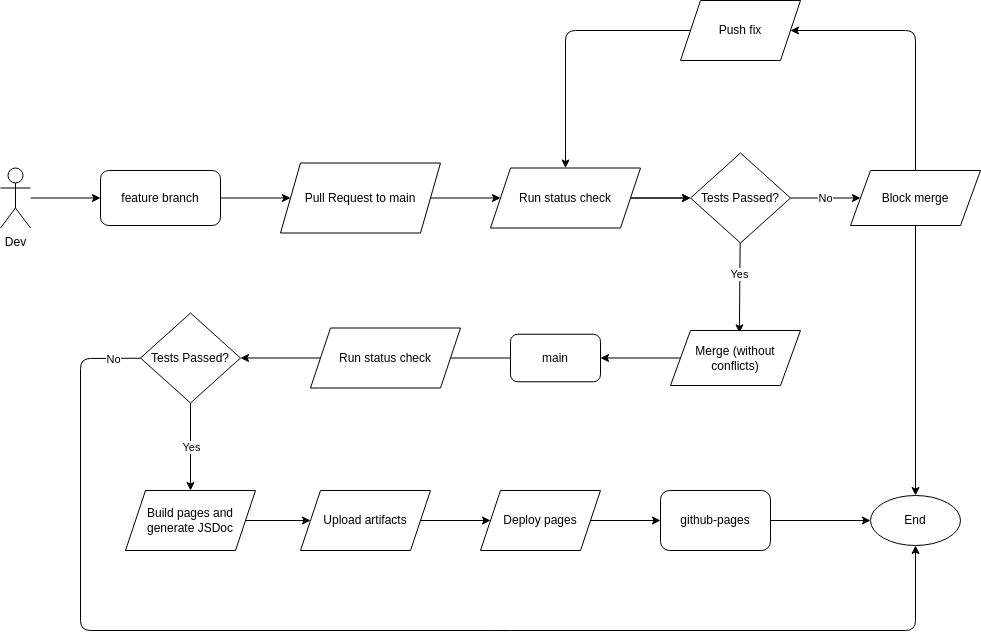 Push fix
Dev
feature branch
Pull Request to main
Run status check
Tests Passed?
No
Block merge
Yes
No
Tests Passed?
Run status check
main
Merge (without
conflicts)
Yes
Build pages and
generate JSDoc
Upload artifacts
Deploy pages
github-pages
End